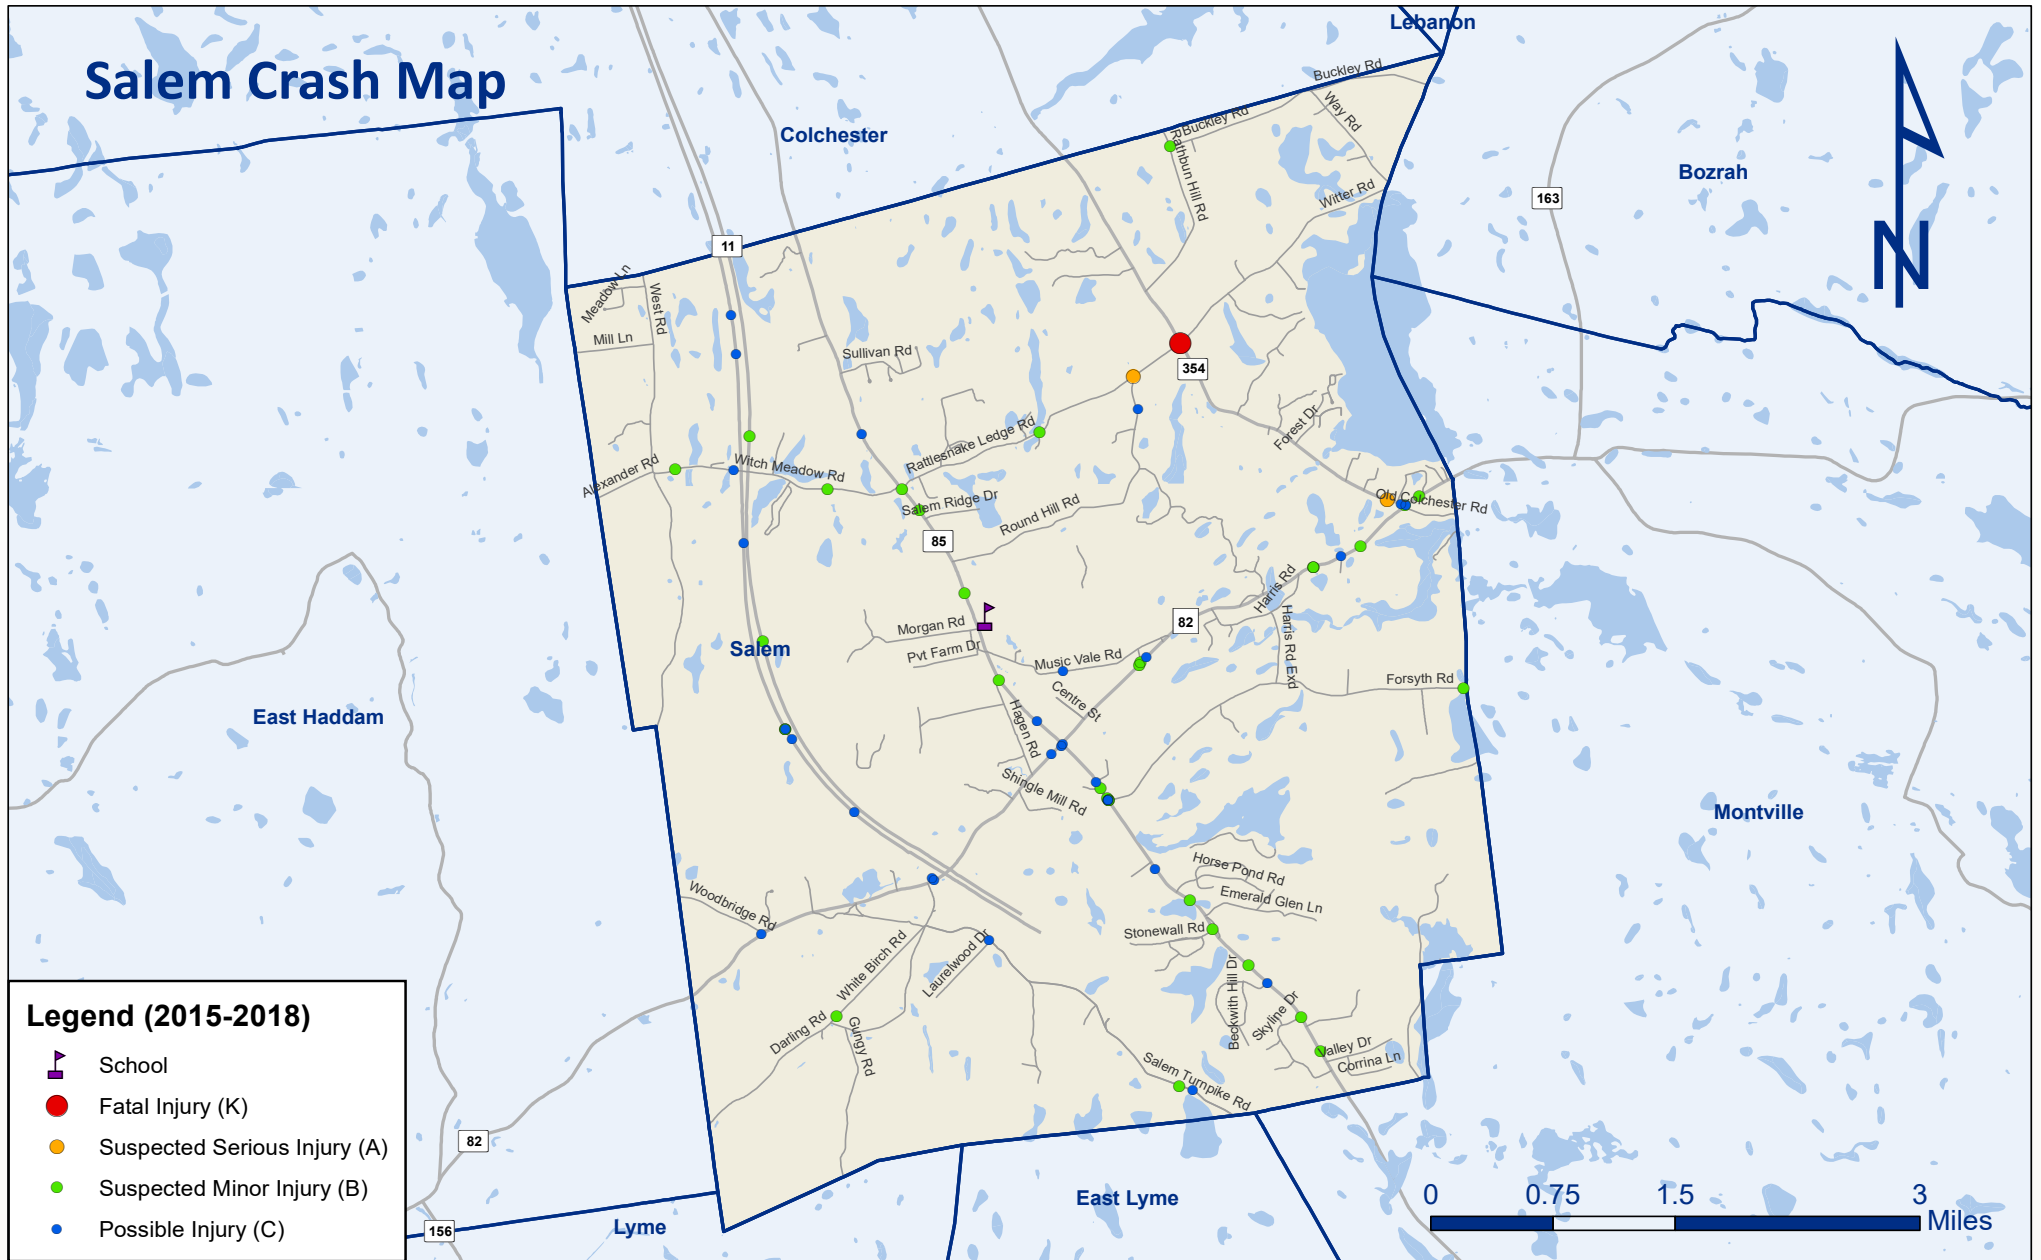 Lebanon
Salem Crash Map
Buckley Rd
Way Rd
Buckley Rd
Colchester
Rathbun Hill Rd
Bozrah
Witter Rd
163
N
11
Meadow Ln
West Rd
Mill Ln
Sullivan Rd
354
Forest Dr
Rattlesnake Ledge Rd
Witch Meadow Rd
Alexander Rd
Salem Ridge Dr
Old Colchester Rd
Round Hill Rd
85
Harris Rd
82
Morgan Rd
Harris Rd Exd
Salem
Pvt Farm Dr
Music Vale Rd
Forsyth Rd
Centre St
East Haddam
Hagen Rd
Shingle Mill Rd
Montville
Horse Pond Rd
Woodbridge Rd
Emerald Glen Ln
Stonewall Rd
White Birch Rd
Laurelwood Dr
Beckwith Hill Dr
Skyline Dr
Darling Rd
Gungy Rd
Valley Dr
Corrina Ln
Salem Turnpike Rd
Legend (2015-2018)
School
Fatal Injury (K)
Suspected Serious Injury (A)
Suspected Minor Injury (B)
Possible Injury (C)
82
156
Lyme
East Lyme
0 0.75 1.5 3
Miles